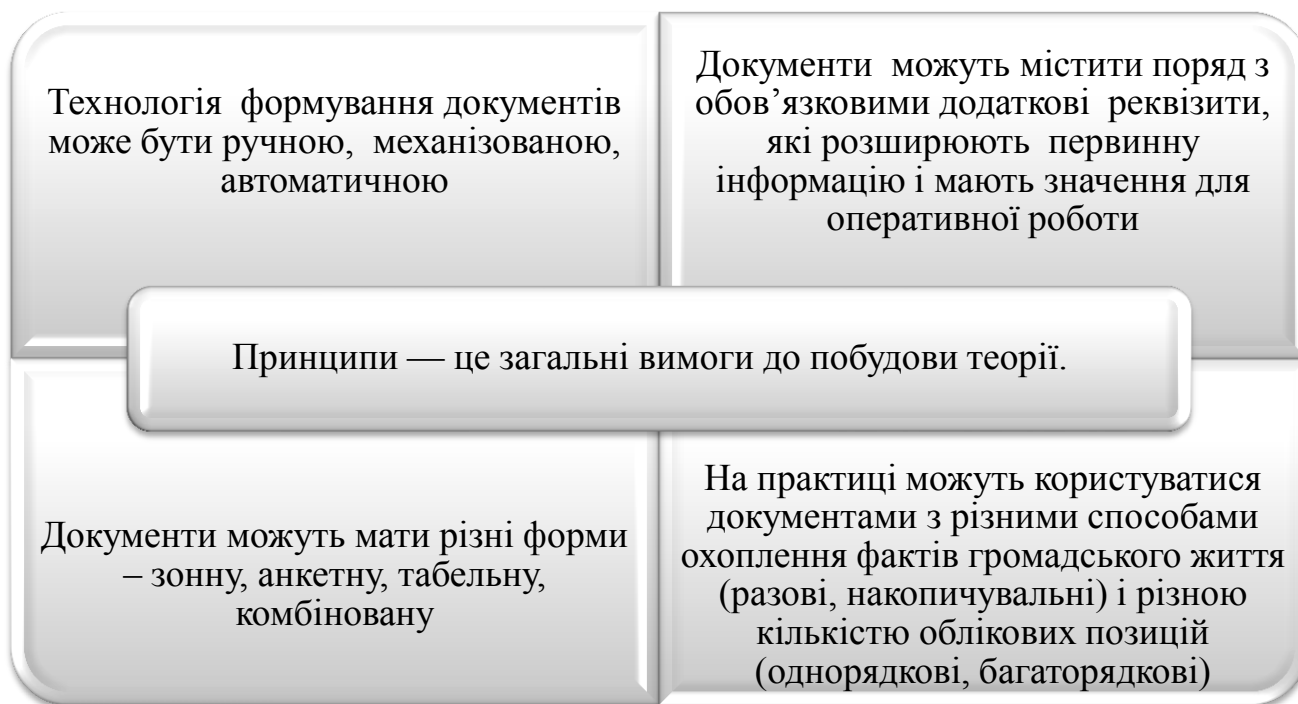 Технологія формування документів
може бути ручною, механізованою,
автоматичною
Документи можуть містити поряд з
обов’язковими додаткові реквізити,
які розширюють первинну
інформацію і мають значення для
оперативної роботи
Принципи — це загальні вимоги до побудови теорії.
Документи можуть мати різні форми
– зонну, анкетну, табельну,
комбіновану
На практиці можуть користуватися
документами з різними способами
охоплення фактів громадського життя
(разові, накопичувальні) і різною
кількістю облікових позицій
(однорядкові, багаторядкові)